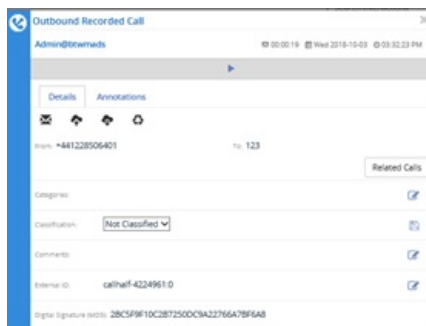 Outbound Recorded Call
Admin@btwmads 00:00:19 Wed 2018-10-03 03:32:23 PM
Details Annotations
From: +441228506401 To: 123
Related Calls
Categories:
Classification: Not Classified
Comments:
External ID: callhalf-4224961:0
Digital Signature (MD5): 2BC5F9F10C2B7250DC9A22766A7BF6A8